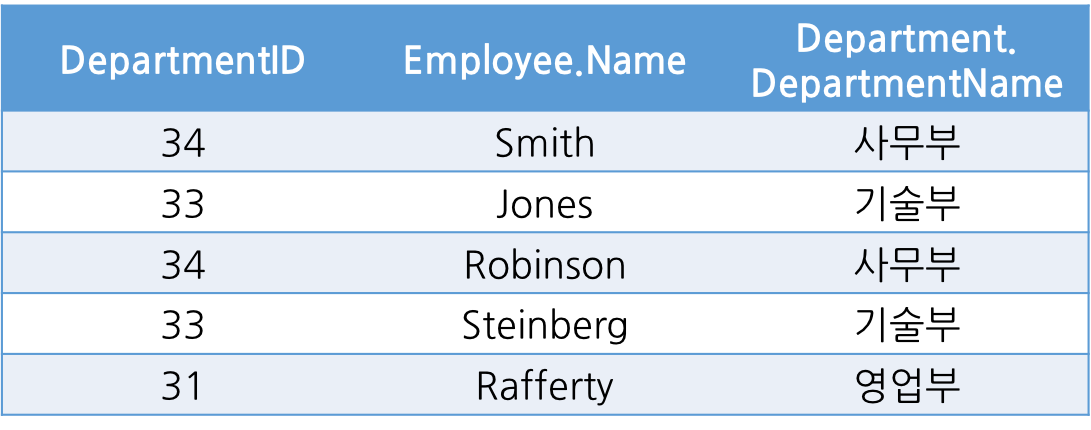 DepartmentID Employee.Name Department.
DepartmentName
34 Smith 사무부
33 Jones 기술부
34 Robinson 사무부
33 Steinberg 기술부
31 Rafferty 영업부